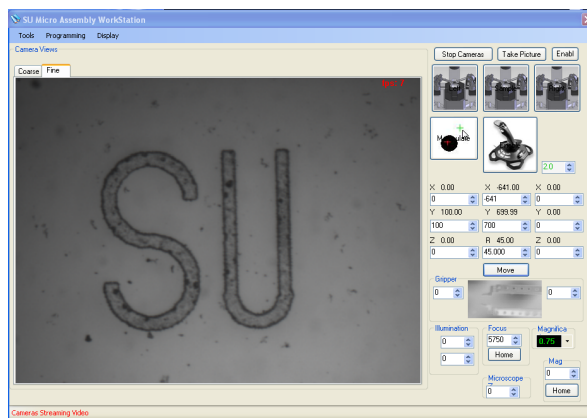 SU Micro Assembly WorkStation
Tools Programming Display
Camera Views
Stop Cameras Take Picture Enabl
Coarse Fine
SU
Manipulate
2.0
X 0.00 X -641.00 X 0.00
0 -641 0
Y 100.00 Y 699.99 Y 0.00
100 700 0
Z 0.00 R 45.00 Z 0.00
0 45.000 0
Move
Gripper
0 0
Illumination Focus Magnifica
0 5750 0.75
0 Home Mag
Microscope 0
0 Home
Cameras Streaming Video